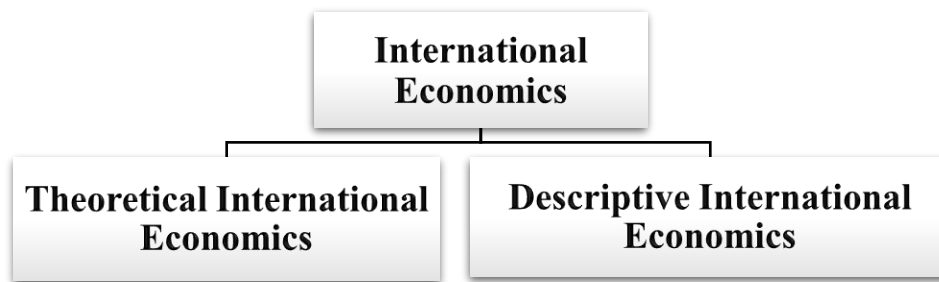 International
Economics
Theoretical International
Economics
Descriptive International
Economics